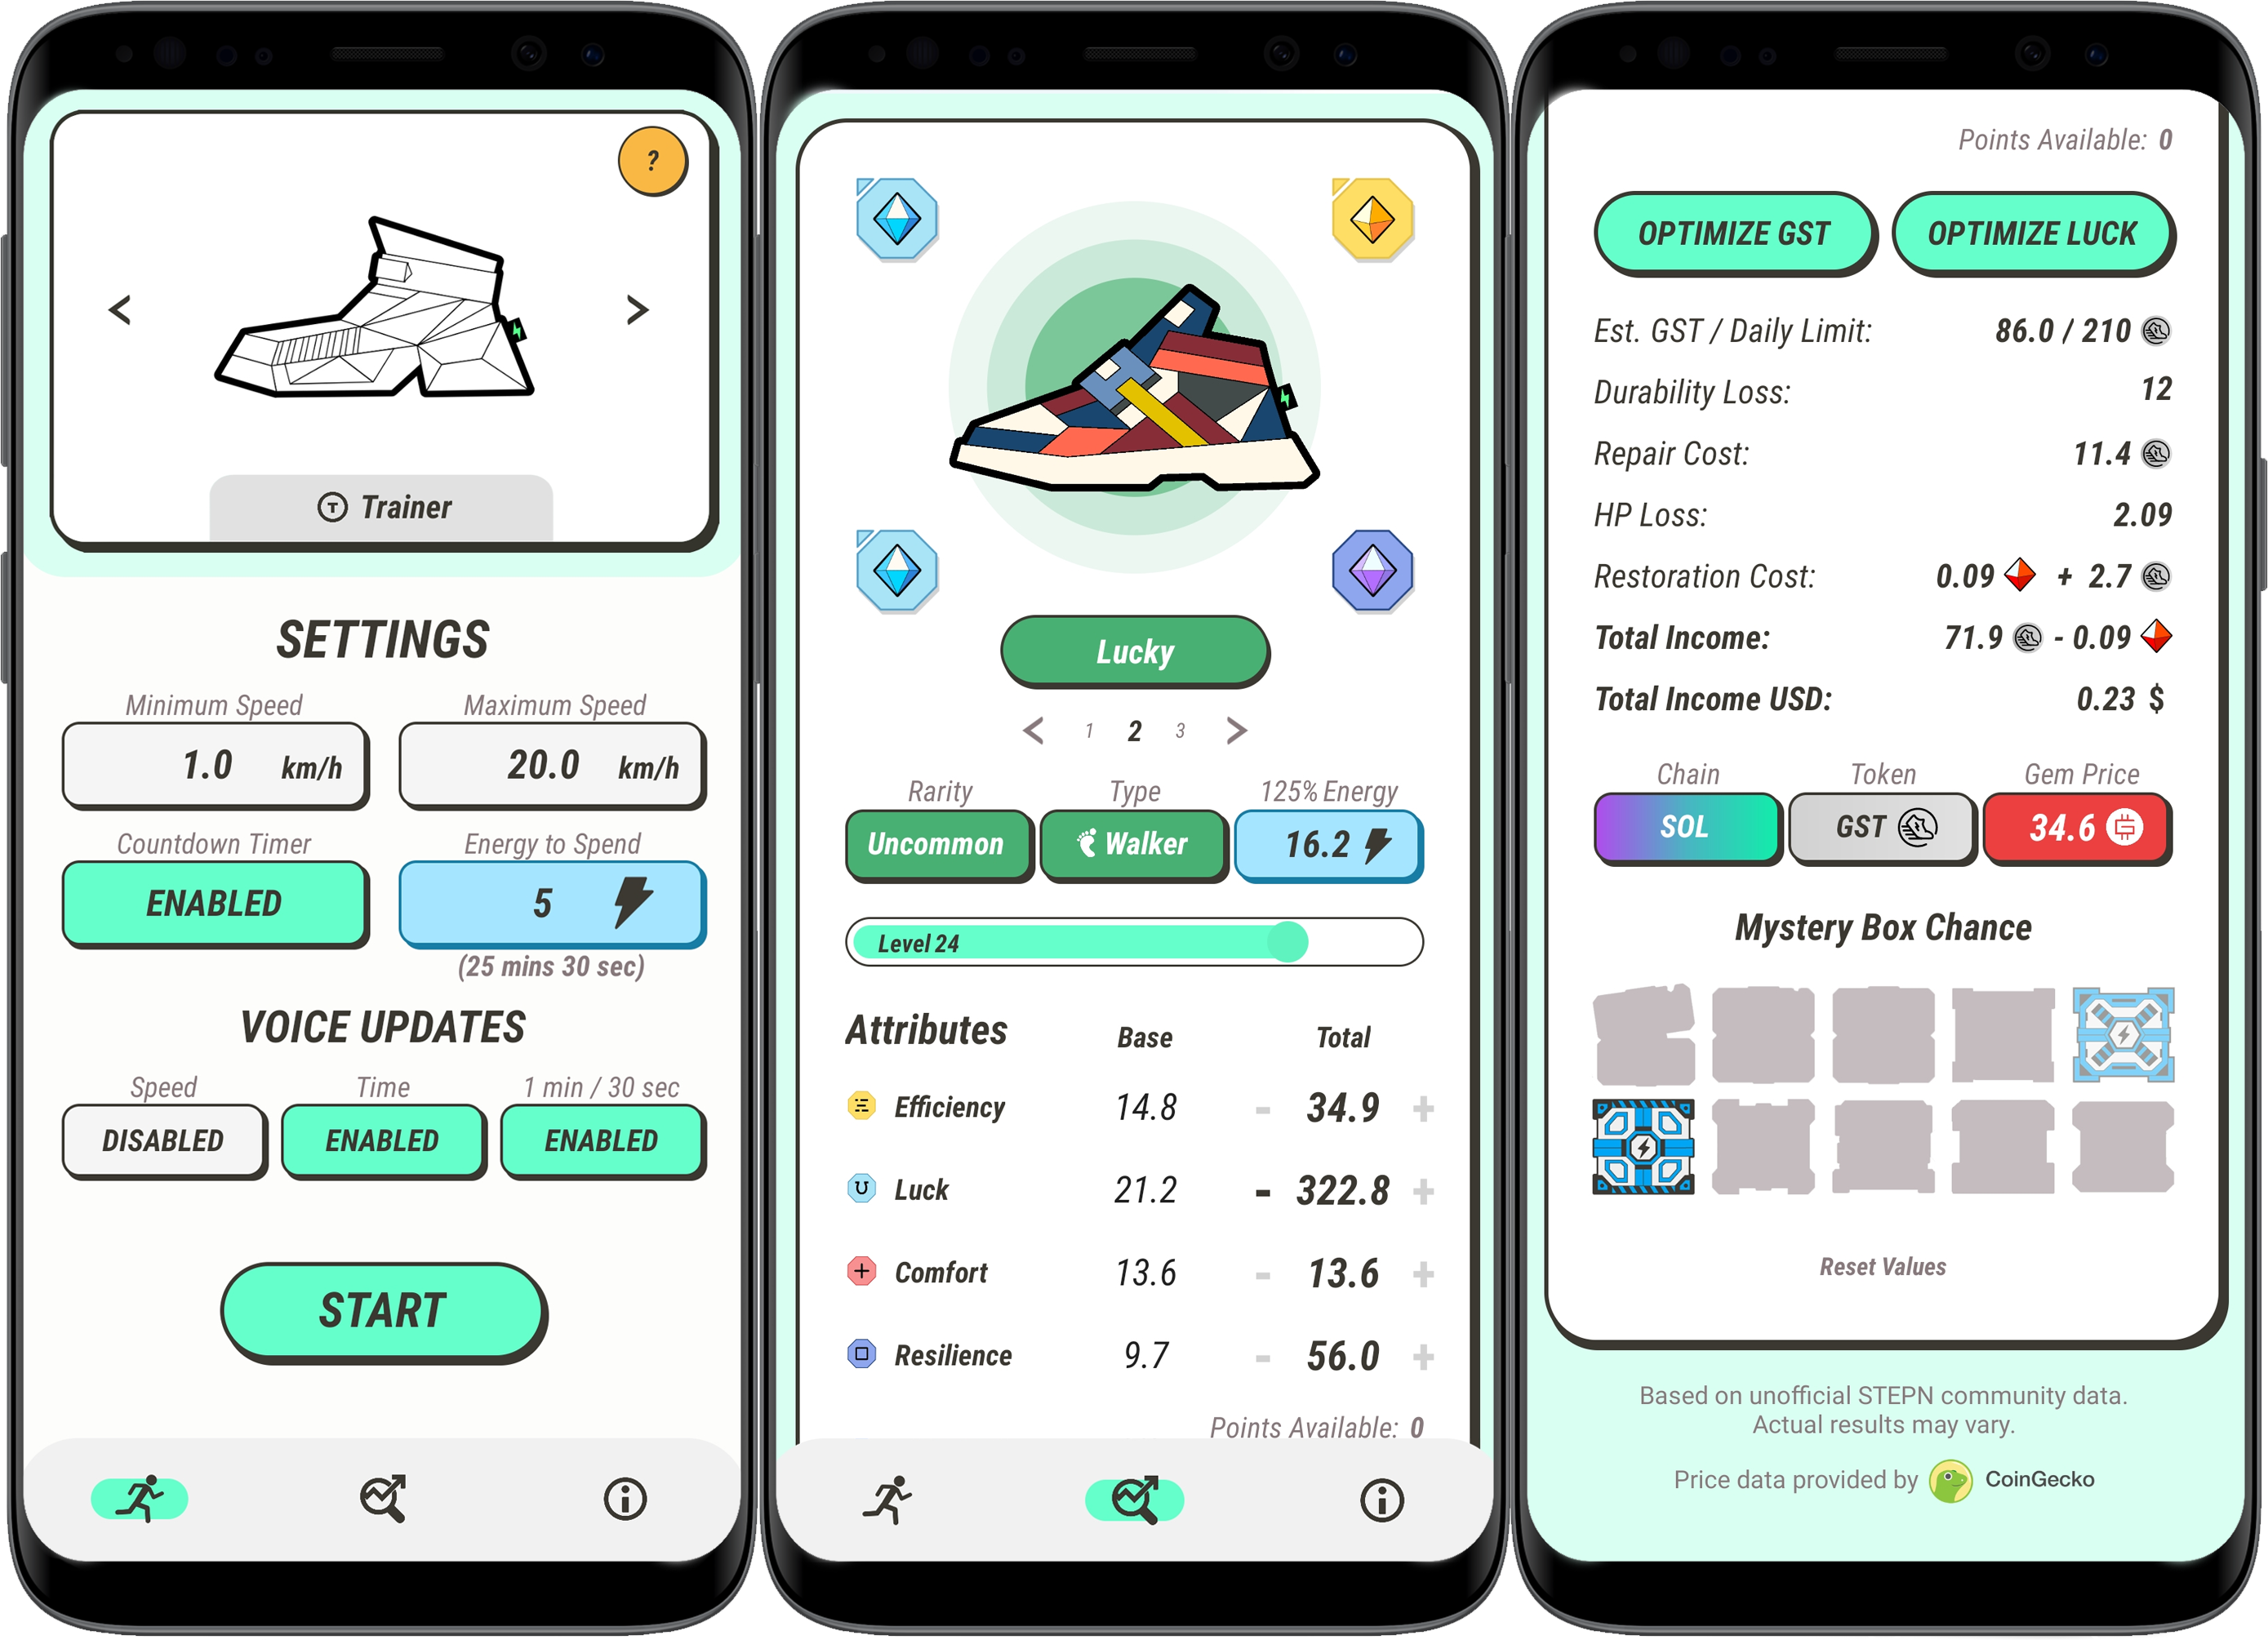 ?
<
>
T Trainer
SETTINGS
Minimum Speed
Maximum Speed
1.0 km/h
20.0 km/h
Countdown Timer
Energy to Spend
ENABLED
5
(25 mins 30 sec)
VOICE UPDATES
Speed
Time
1 min / 30 sec
DISABLED
ENABLED
ENABLED
START
Lucky
< 1 2 3 >
Rarity
Type
125% Energy
Uncommon
Walker
16.2
Level 24
Attributes Base Total
Efficiency 14.8 - 34.9 +
Luck 21.2 - 322.8 +
Comfort 13.6 - 13.6 +
Resilience 9.7 - 56.0 +
Points Available: 0
Points Available: 0
OPTIMIZE GST
OPTIMIZE LUCK
Est. GST / Daily Limit: 86.0 / 210
Durability Loss: 12
Repair Cost: 11.4
HP Loss: 2.09
Restoration Cost: 0.09 + 2.7
Total Income: 71.9 - 0.09
Total Income USD: 0.23 $
Chain
Token
Gem Price
SOL
GST
34.6
Mystery Box Chance
Reset Values
Based on unofficial STEPN community data.
Actual results may vary.
Price data provided by CoinGecko